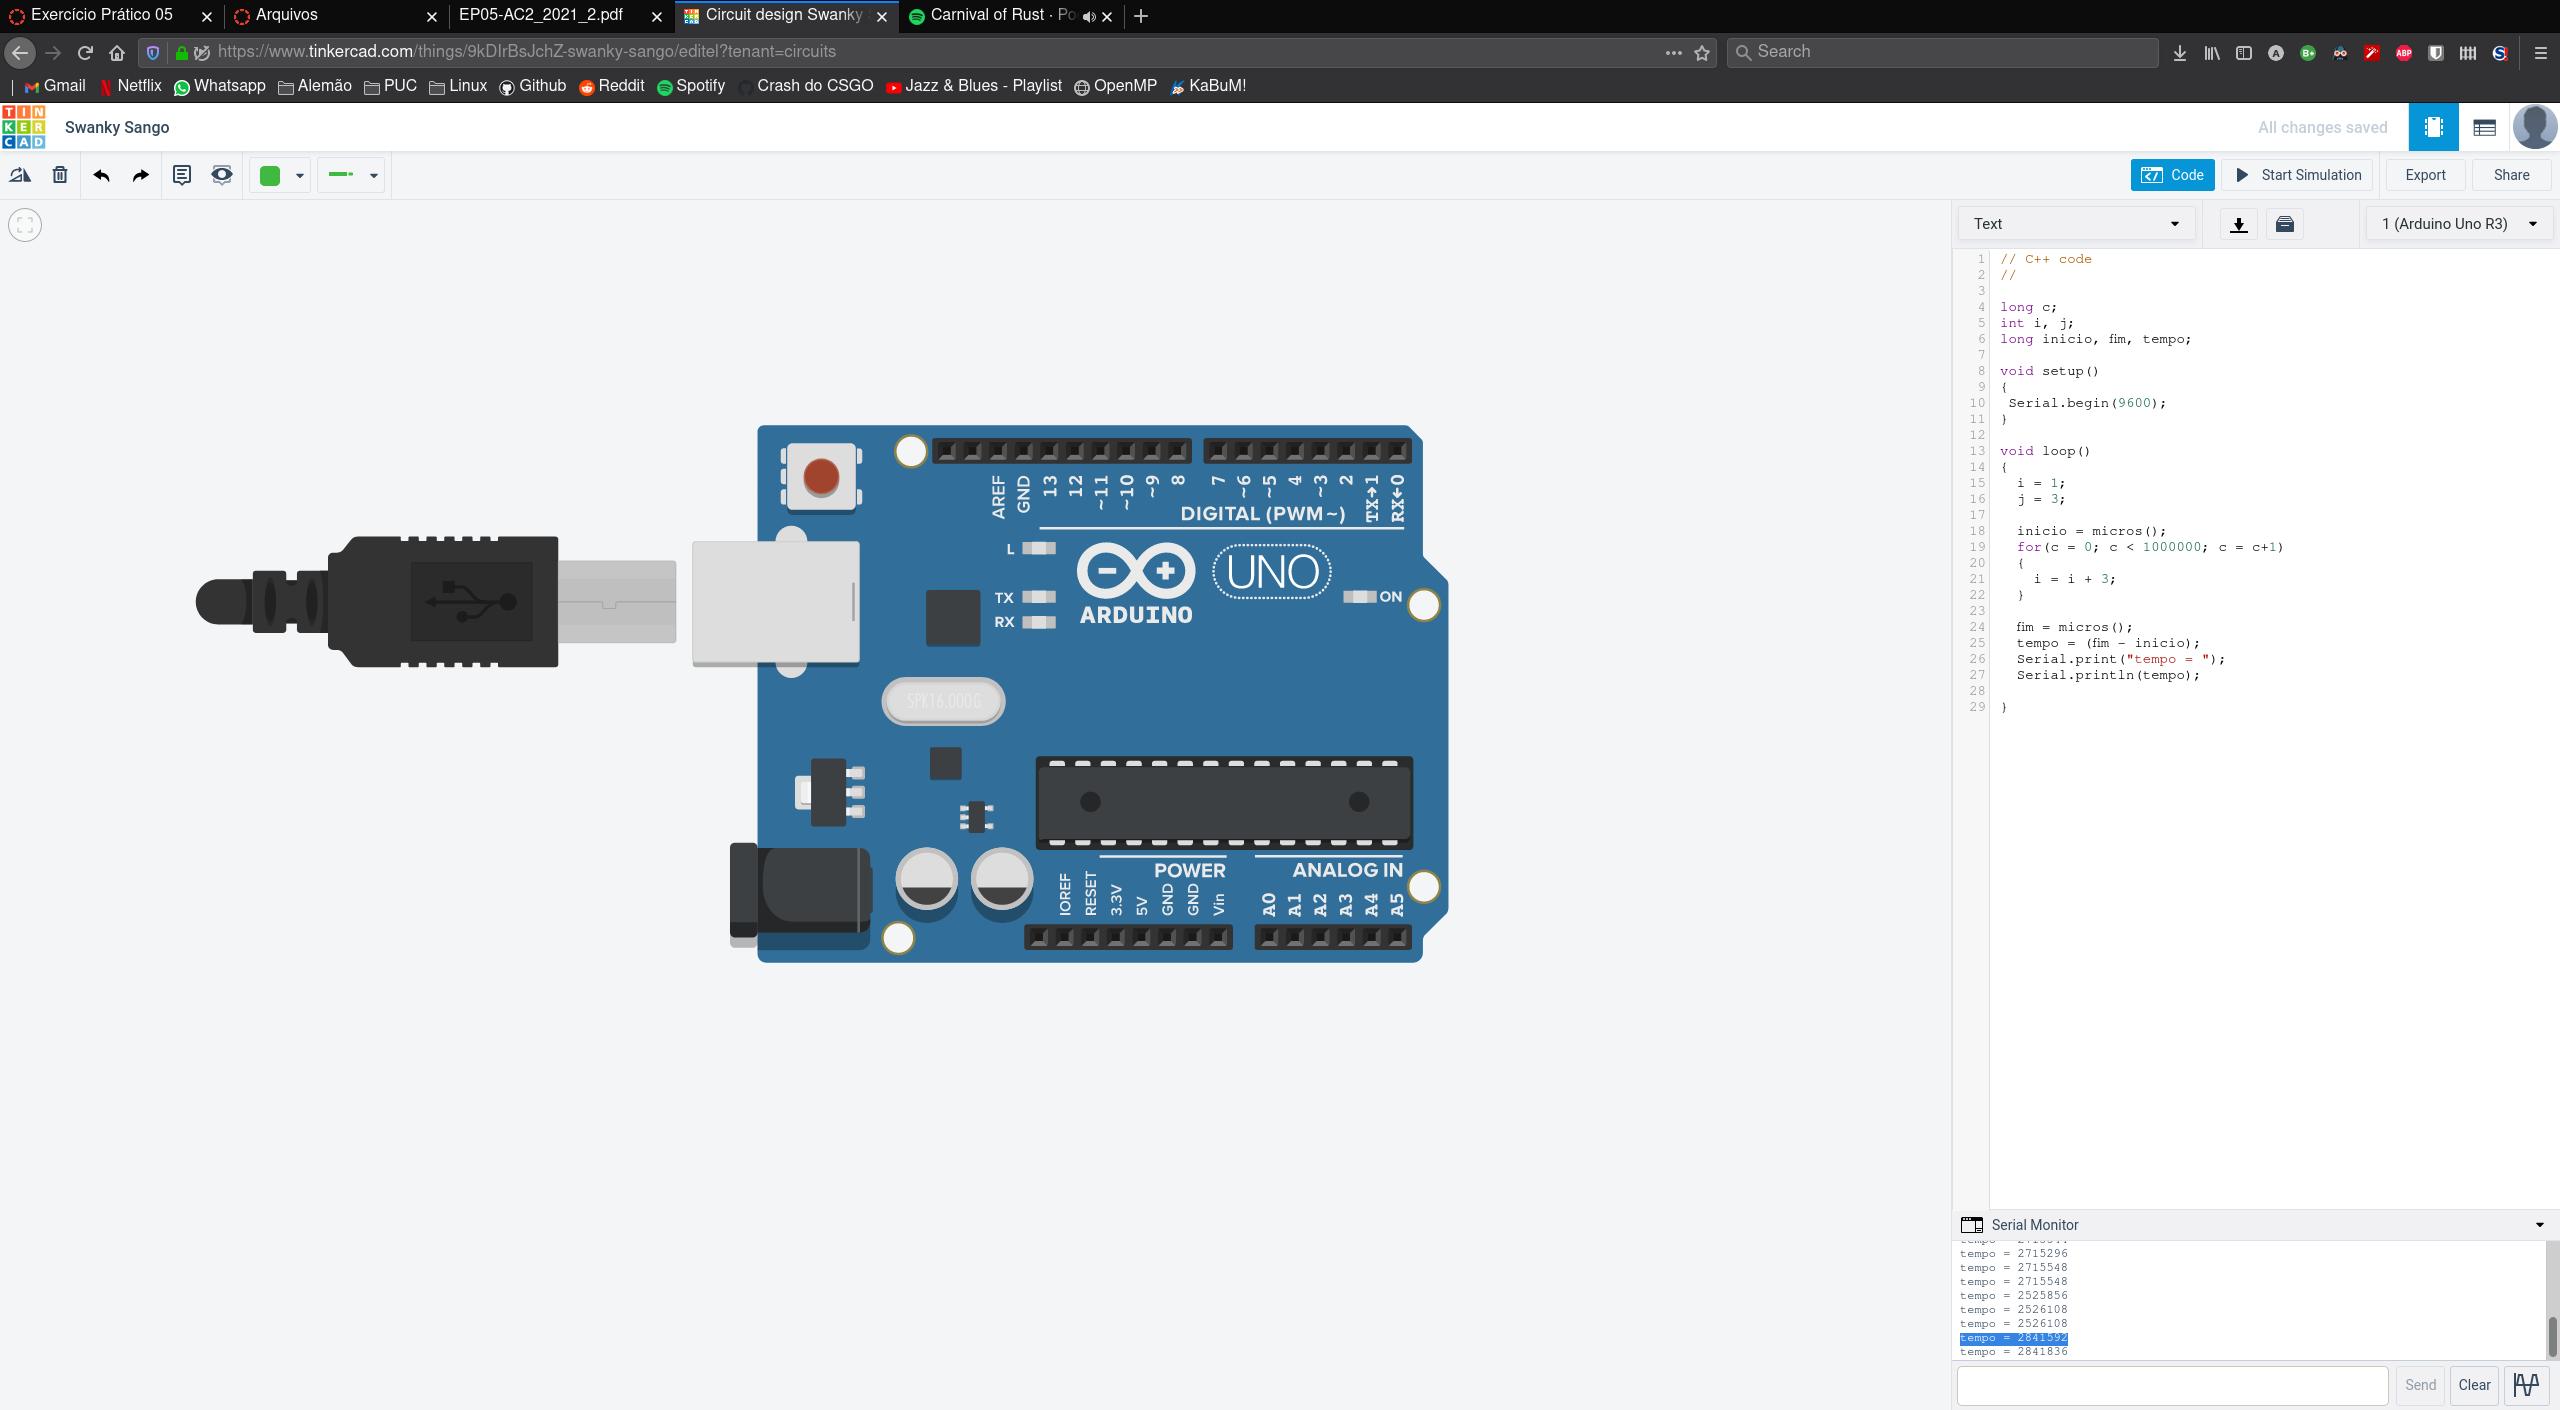 Exercício Prático 05
Arquivos
EP05-AC2_2021_2.pdf
Circuit design Swanky
Carnival of Rust · Po
https://www.tinkercad.com/things/9kDIrBsJchZ-swanky-sango/editel?tenant=circuits
Search
Gmail
Netflix
Whatsapp
Alemão
PUC
Linux
Github
Reddit
Spotify
Crash do CSGO
Jazz & Blues - Playlist
OpenMP
KaBuM!
TIN
KER
CAD
Swanky Sango
All changes saved
Code
Start Simulation
Export
Share
Text
1 (Arduino Uno R3)
1 // C++ code
2 //
3
4 long c;
5 int i, j;
6 long inicio, fim, tempo;
7
8 void setup()
9 {
10 Serial.begin(9600);
11 }
12
13 void loop()
14 {
15 i = 1;
16 j = 3;
17
18 inicio = micros();
19 for(c = 0; c < 1000000; c = c+1)
20 {
21 i = i + 3;
22 }
23
24 fim = micros();
25 tempo = (fim - inicio);
26 Serial.print("tempo = ");
27 Serial.println(tempo);
28
29 }
AREF
GND
13
12
~11
~10
~9
8
7
~6
~5
4
~3
2
TX→1
RX←0
DIGITAL (PWM~)
L
TX
RX
UNO
ARDUINO
ON
SPK16.000G
POWER
ANALOG IN
IOREF
RESET
3.3V
5V
GND
GND
Vin
A0
A1
A2
A3
A4
A5
Serial Monitor
tempo = 2715296
tempo = 2715548
tempo = 2715548
tempo = 2525856
tempo = 2526108
tempo = 2526108
tempo = 2841592
tempo = 2841836
Send
Clear